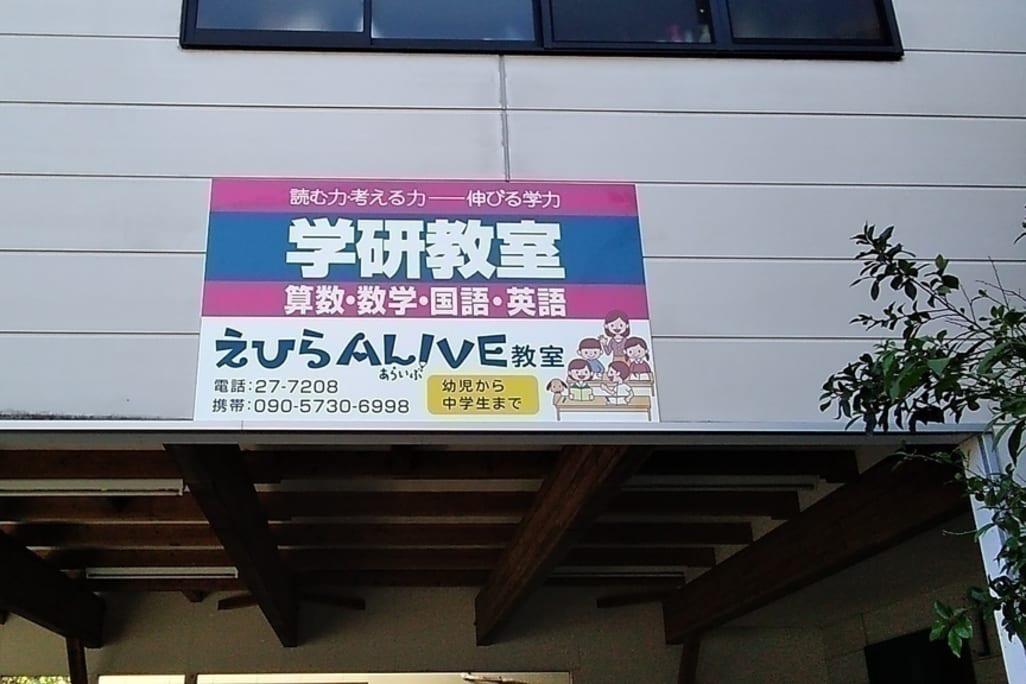 読む力・考える力──伸びる学力
学研教室
算数・数学・国語・英語
えひらALIVE教室
あらいぶ
電話:27-7208
携帯:090-5730-6998
幼児から
中学生まで